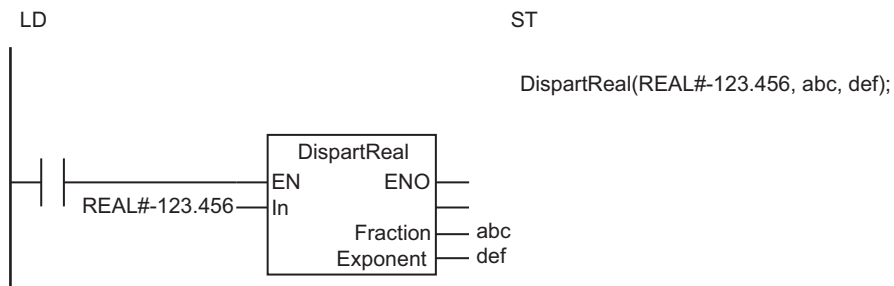 LD
ST
DispartReal(REAL#-123.456, abc, def);
DispartReal
EN ENO
REAL#-123.456 In
Fraction abc
Exponent def